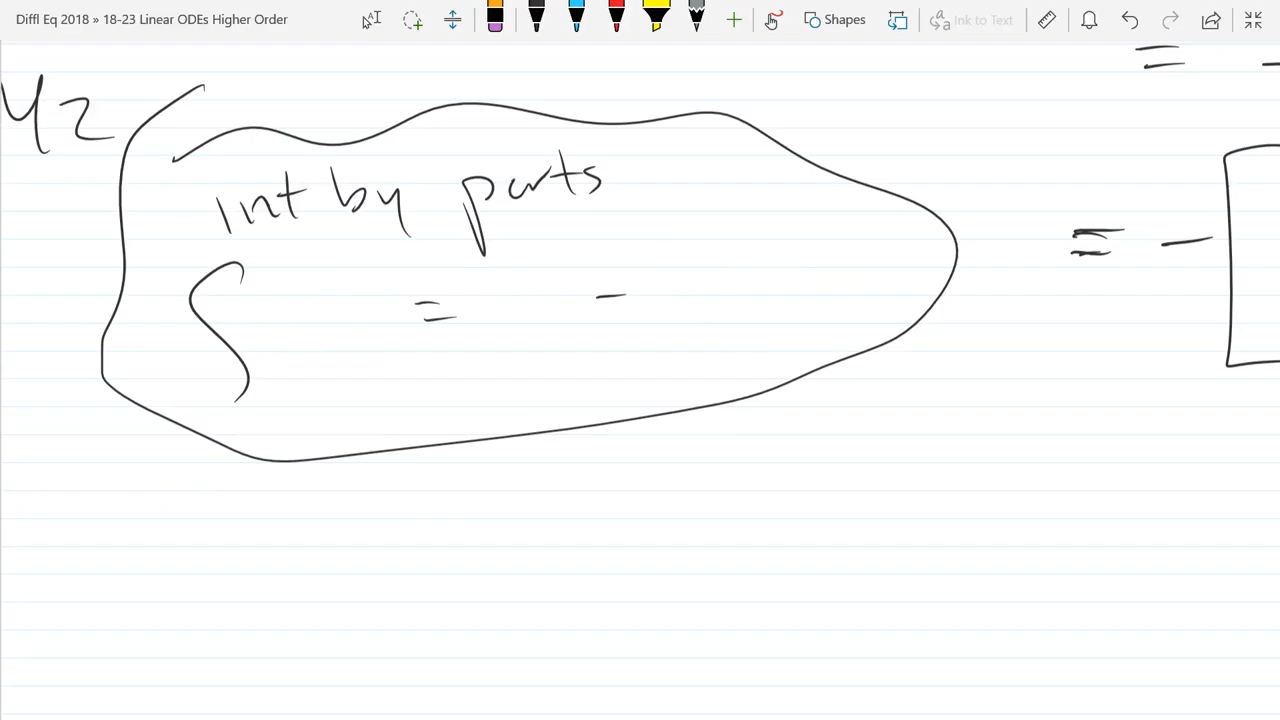 Diffl Eq 2018 » 18-23 Linear ODEs Higher Order
Shapes
Ink to Text
= -
y2
int by parts
∫ = -
= -